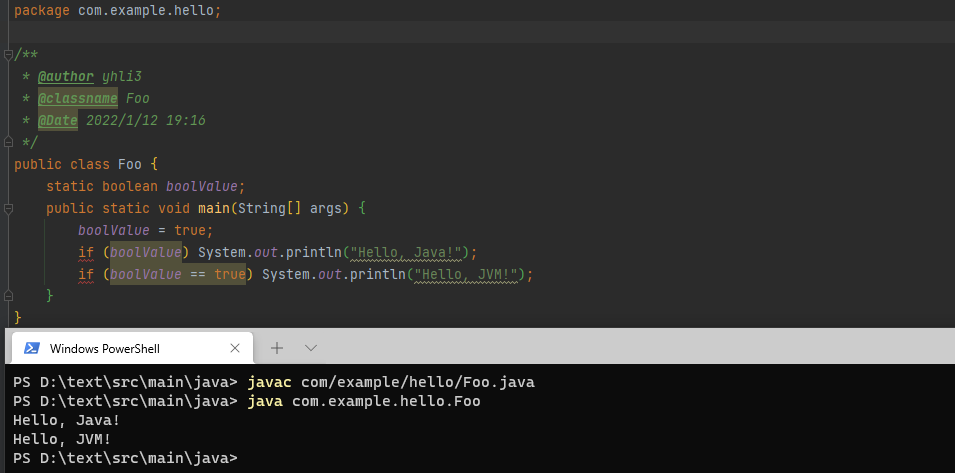 package com.example.hello;
/**
 * @author yhli3
 * @classname Foo
 * @Date 2022/1/12 19:16
 */
public class Foo {
    static boolean boolValue;
    public static void main(String[] args) {
        boolValue = true;
        if (boolValue) System.out.println("Hello, Java!");
        if (boolValue == true) System.out.println("Hello, JVM!");
    }
}
Windows PowerShell
PS D:\text\src\main\java> javac com/example/hello/Foo.java
PS D:\text\src\main\java> java com.example.hello.Foo
Hello, Java!
Hello, JVM!
PS D:\text\src\main\java>